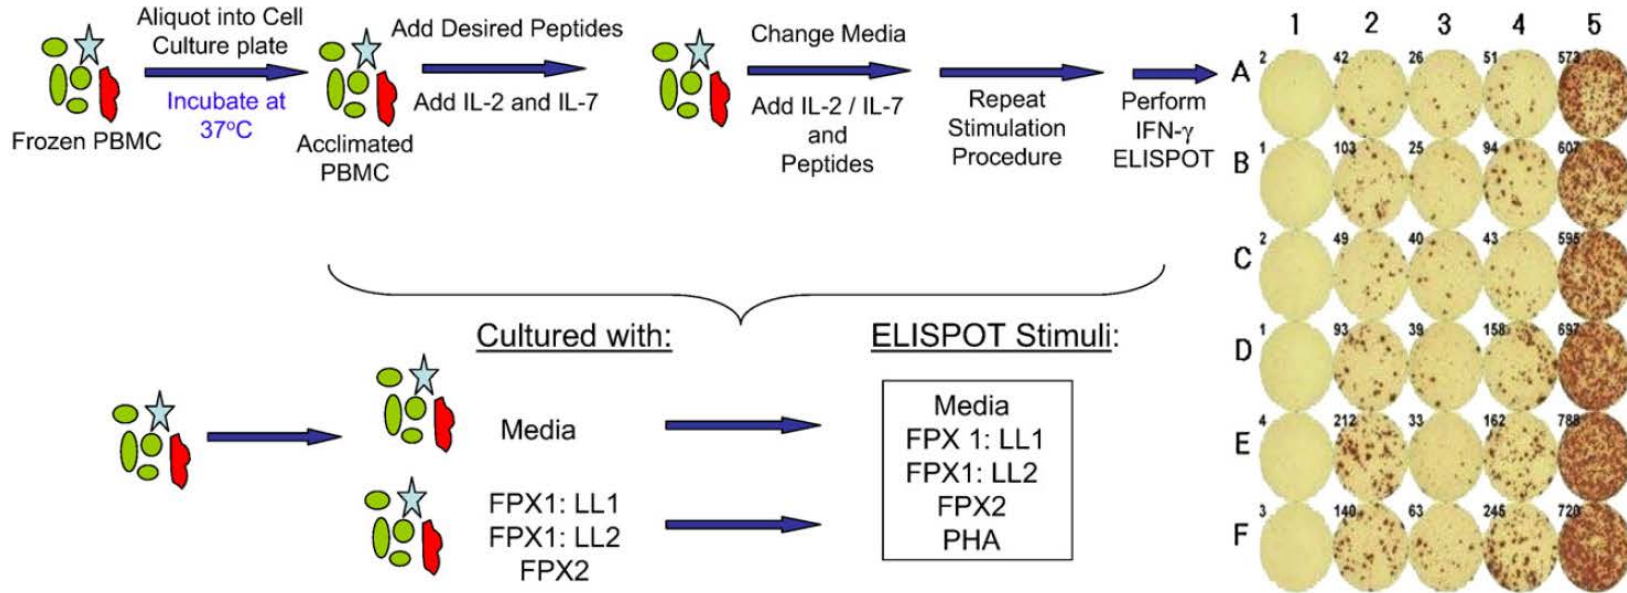 Aliquot into Cell
Culture plate
Incubate at
37°C
Frozen PBMC
Acclimated
PBMC
Add Desired Peptides
Add IL-2 and IL-7
Change Media
Add IL-2 / IL-7
and
Peptides
Repeat
Stimulation
Procedure
Perform
IFN-γ
ELISPOT
Cultured with:
Media
FPX1: LL1
FPX1: LL2
FPX2
ELISPOT Stimuli:
Media
FPX 1: LL1
FPX1: LL2
FPX2
PHA
1 2 3 4 5
A 2 42 26 51 573
B 1 103 25 94 607
C 2 49 40 43 595
D 1 93 39 158 697
E 4 212 33 162 788
F 3 140 63 245 720